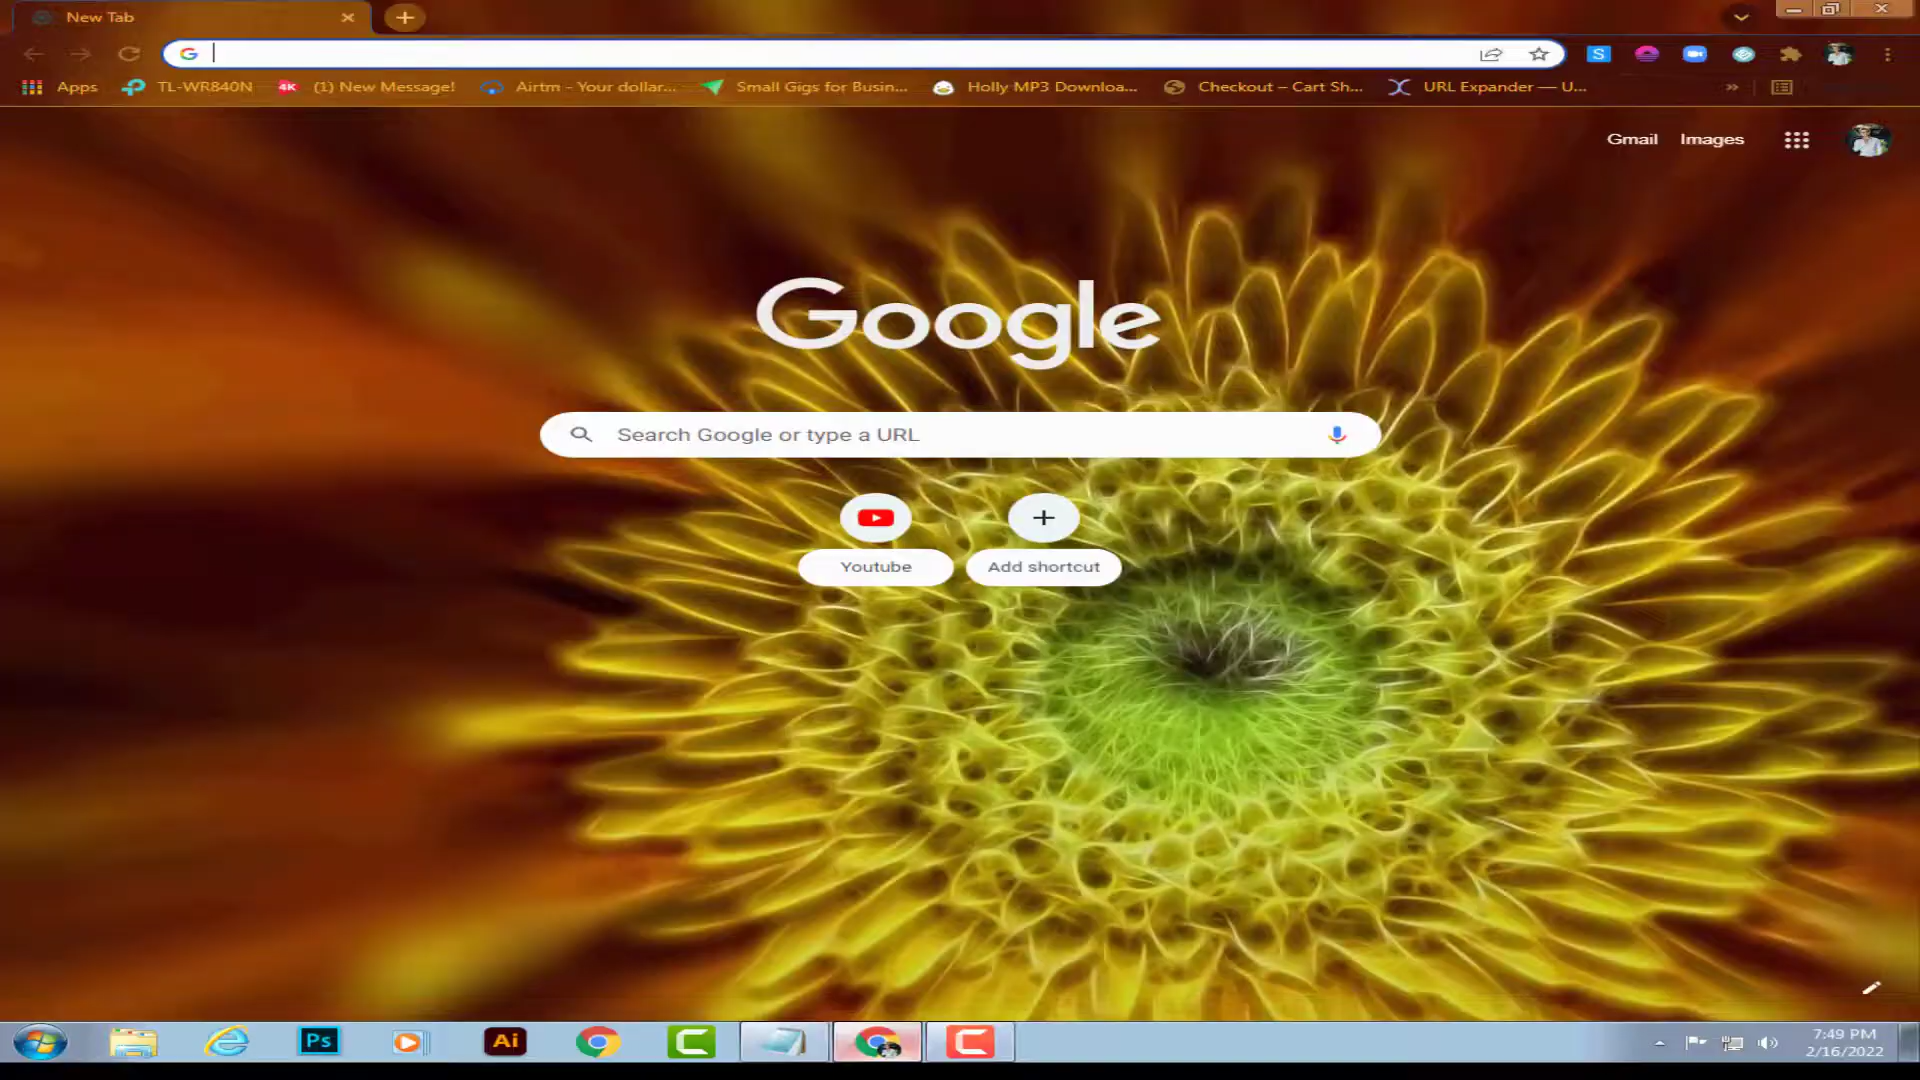 New Tab
Apps
TL-WR840N
4K
(1) New Message!
Airtm - Your dollar...
Small Gigs for Busin...
Holly MP3 Downloa...
Checkout – Cart Sh...
URL Expander — U...
»
S
Gmail
Images
Google
Search Google or type a URL
Youtube
Add shortcut
Ps
Ai
7:49 PM
2/16/2022